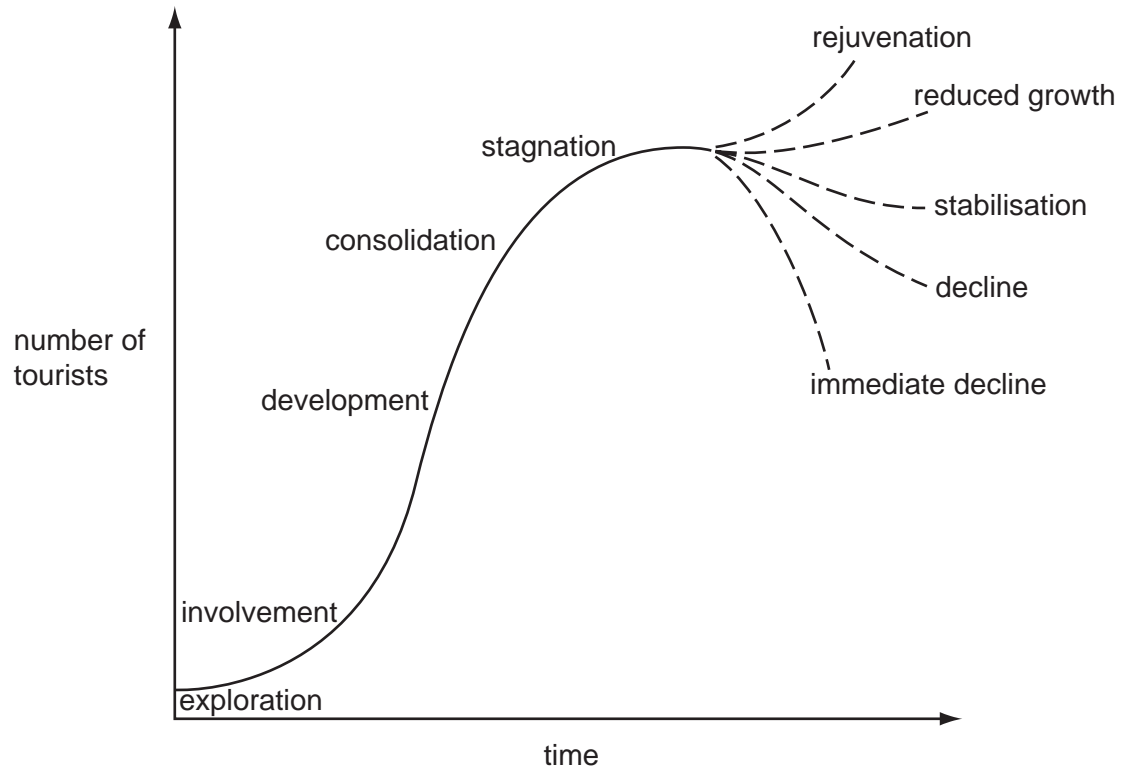 rejuvenation
reduced growth
stagnation
stabilisation
consolidation
decline
number of
tourists
immediate decline
development
involvement
exploration
time